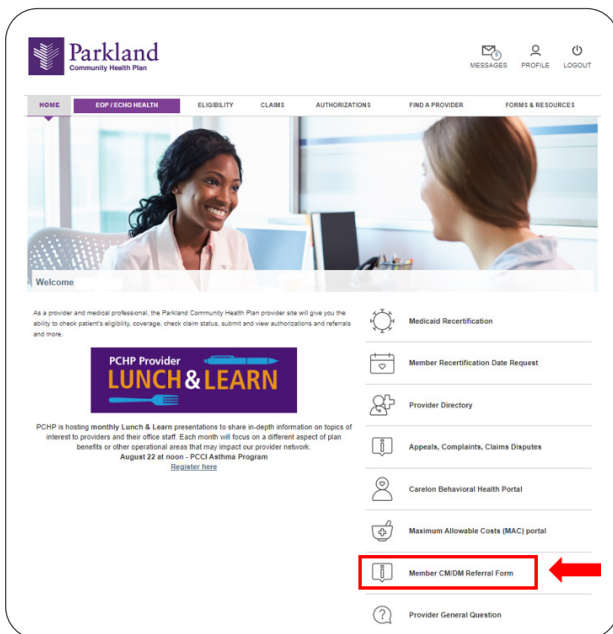 Parkland
Community Health Plan
0
MESSAGES PROFILE LOGOUT
HOME EOP / ECHO HEALTH ELIGIBILITY CLAIMS AUTHORIZATIONS FIND A PROVIDER FORMS & RESOURCES
Welcome
As a provider and medical professional, the Parkland Community Health Plan provider site will give you the
ability to check patient's eligibility, coverage, check claim status, submit and view authorizations and referrals
and more.
PCHP Provider
LUNCH & LEARN
PCHP is hosting monthly Lunch & Learn presentations to share in-depth information on topics of
interest to providers and their office staff. Each month will focus on a different aspect of plan
benefits or other operational areas that may impact our provider network.
August 22 at noon - PCCI Asthma Program
Register here
Medicaid Recertification
Member Recertification Date Request
Provider Directory
Appeals, Complaints, Claims Disputes
Carelon Behavioral Health Portal
Maximum Allowable Costs (MAC) portal
Member CM/DM Referral Form
Provider General Question